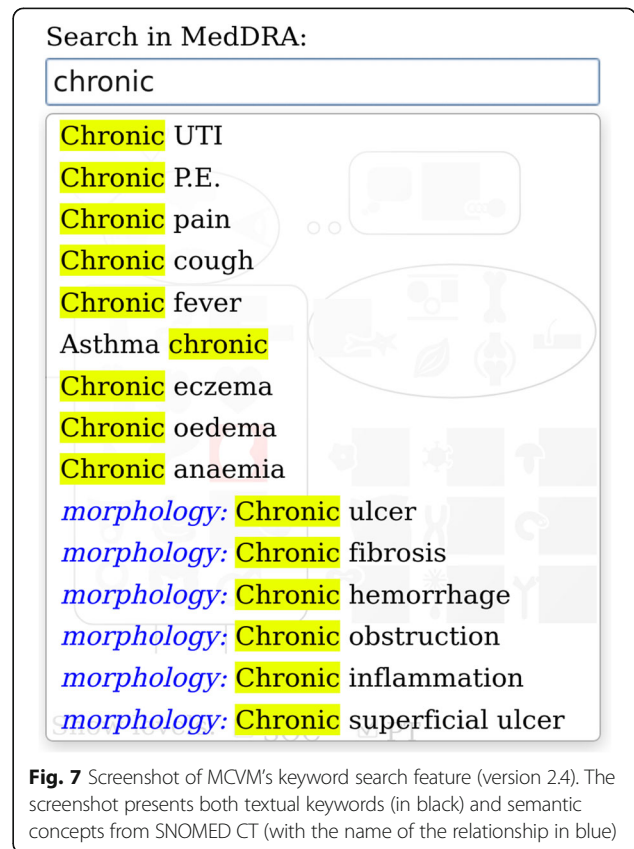 Search in MedDRA:
chronic
Chronic UTI
Chronic P.E.
Chronic pain
Chronic cough
Chronic fever
Asthma chronic
Chronic eczema
Chronic oedema
Chronic anaemia
morphology: Chronic ulcer
morphology: Chronic fibrosis
morphology: Chronic hemorrhage
morphology: Chronic obstruction
morphology: Chronic inflammation
morphology: Chronic superficial ulcer
Fig. 7 Screenshot of MCVM's keyword search feature (version 2.4). The
screenshot presents both textual keywords (in black) and semantic
concepts from SNOMED CT (with the name of the relationship in blue)